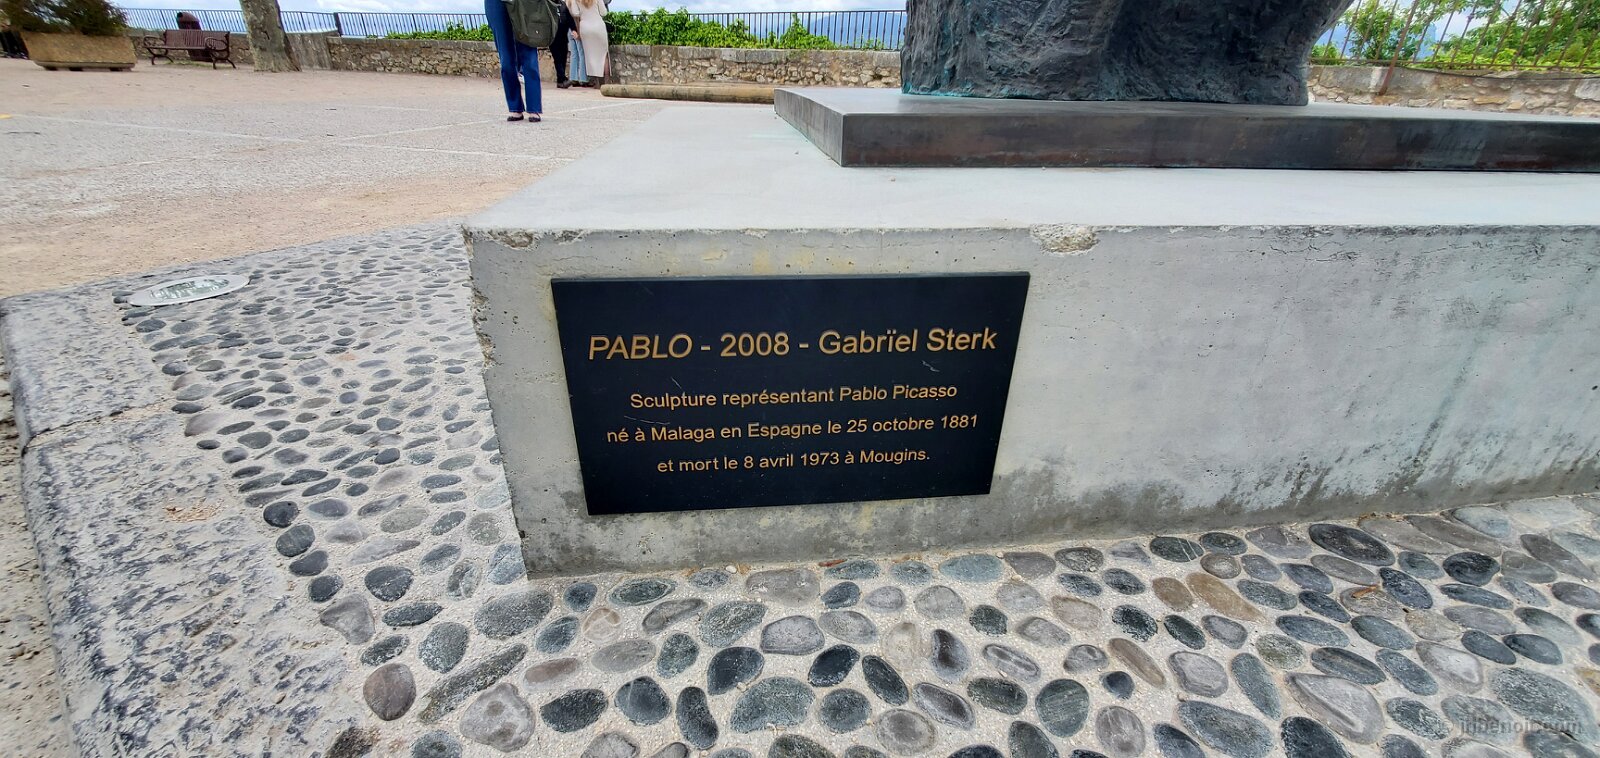 PABLO - 2008 - Gabrïel Sterk
Sculpture représentant Pablo Picasso
né à Malaga en Espagne le 25 octobre 1881
et mort le 8 avril 1973 à Mougins.